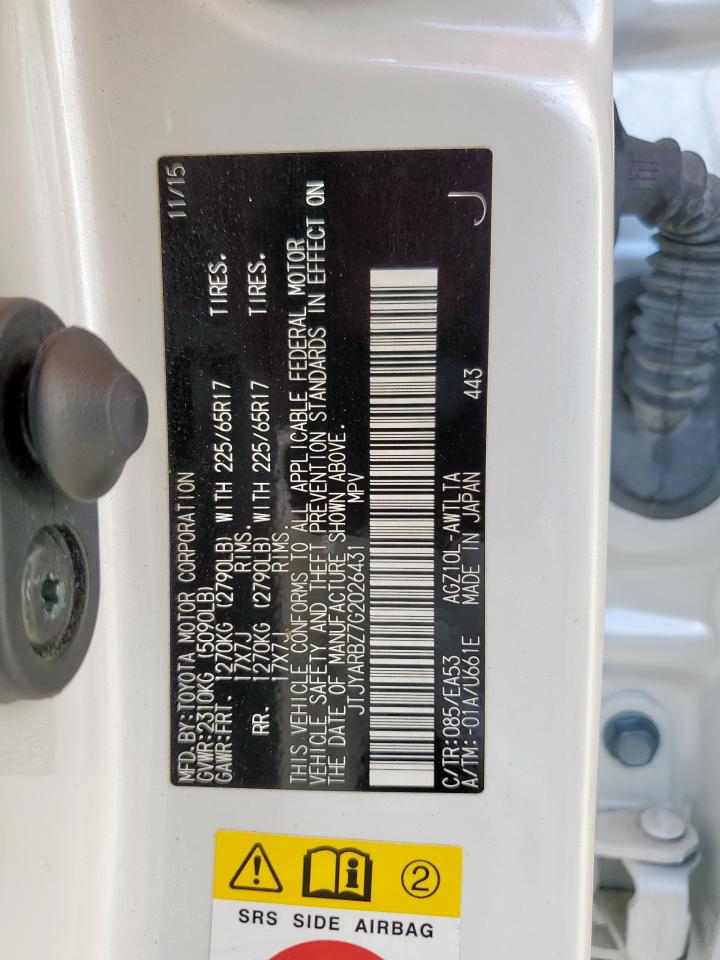 MFD.BY:TOYOTA MOTOR CORPORATION 11/15
GVWR:2310KG (5090LB)
GAWR:FRT. 1270KG (2790LB) WITH 225/65R17 TIRES.
17X7J RIMS.
RR. 1270KG (2790LB) WITH 225/65R17 TIRES.
17X7J RIMS.
THIS VEHICLE CONFORMS TO ALL APPLICABLE FEDERAL MOTOR
VEHICLE SAFETY AND THEFT PREVENTION STANDARDS IN EFFECT ON
THE DATE OF MANUFACTURE SHOWN ABOVE.
JTJYARBZ7G2026431 MPV
C/TR:085/EA53 AGZ10L-AWTLTA
A/TM:-01A/U661E MADE IN JAPAN 443 J
2
SRS SIDE AIRBAG